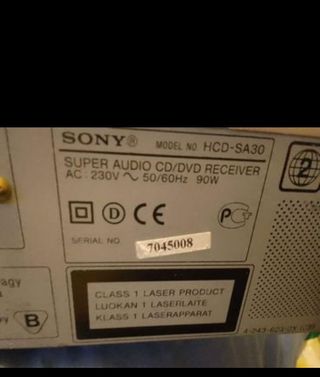 SONY®
MODEL NO. HCD-SA30
SUPER AUDIO CD/DVD RECEIVER
AC : 230V ~ 50/60Hz 90W
2
D CE
SERIAL NO. 7045008
CLASS 1 LASER PRODUCT
LUOKAN 1 LASERLAITE
KLASS 1 LASERAPPARAT
B